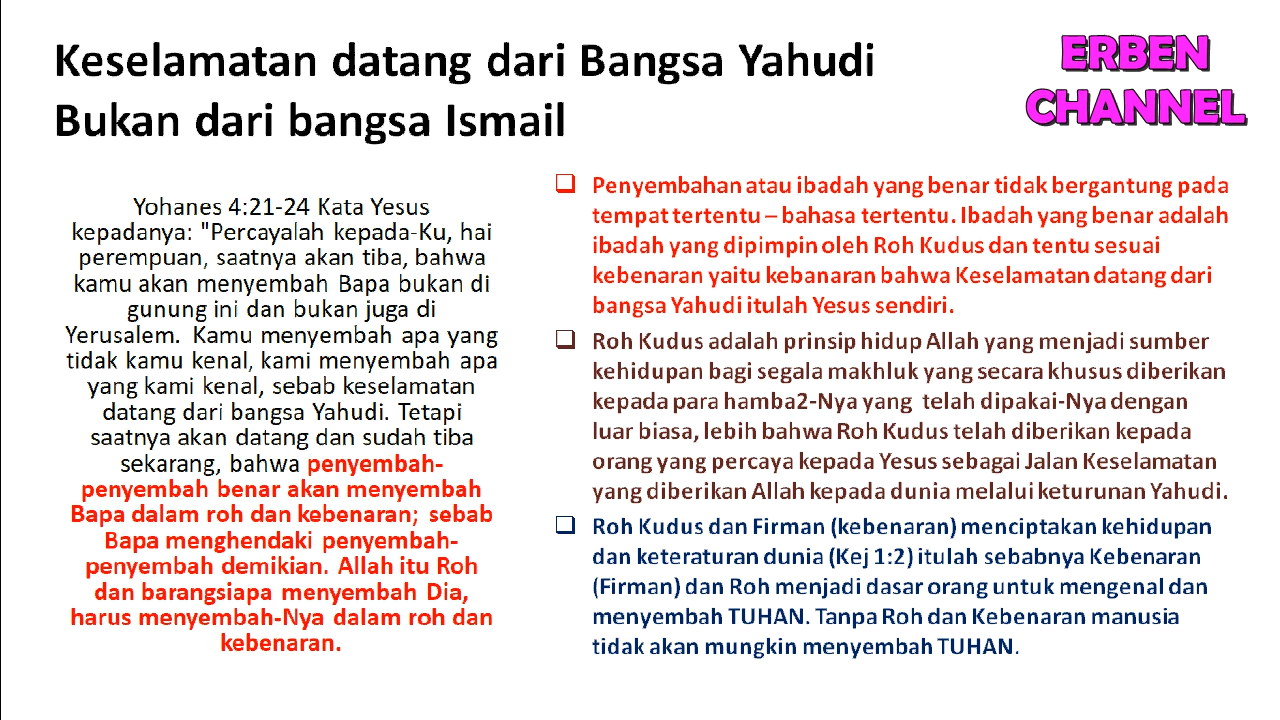 Keselamatan datang dari Bangsa Yahudi
Bukan dari bangsa Ismail
ERBEN
CHANNEL
Yohanes 4:21-24 Kata Yesus
kepadanya: "Percayalah kepada-Ku, hai
perempuan, saatnya akan tiba, bahwa
kamu akan menyembah Bapa bukan di
gunung ini dan bukan juga di
Yerusalem. Kamu menyembah apa yang
tidak kamu kenal, kami menyembah apa
yang kami kenal, sebab keselamatan
datang dari bangsa Yahudi. Tetapi
saatnya akan datang dan sudah tiba
sekarang, bahwa penyembah-
penyembah benar akan menyembah
Bapa dalam roh dan kebenaran; sebab
Bapa menghendaki penyembah-
penyembah demikian. Allah itu Roh
dan barangsiapa menyembah Dia,
harus menyembah-Nya dalam roh dan
kebenaran.
❑ Penyembahan atau ibadah yang benar tidak bergantung pada
tempat tertentu – bahasa tertentu. Ibadah yang benar adalah
ibadah yang dipimpin oleh Roh Kudus dan tentu sesuai
kebenaran yaitu kebanaran bahwa Keselamatan datang dari
bangsa Yahudi itulah Yesus sendiri.
❑ Roh Kudus adalah prinsip hidup Allah yang menjadi sumber
kehidupan bagi segala makhluk yang secara khusus diberikan
kepada para hamba2-Nya yang telah dipakai-Nya dengan
luar biasa, lebih bahwa Roh Kudus telah diberikan kepada
orang yang percaya kepada Yesus sebagai Jalan Keselamatan
yang diberikan Allah kepada dunia melalui keturunan Yahudi.
❑ Roh Kudus dan Firman (kebenaran) menciptakan kehidupan
dan keteraturan dunia (Kej 1:2) itulah sebabnya Kebenaran
(Firman) dan Roh menjadi dasar orang untuk mengenal dan
menyembah TUHAN. Tanpa Roh dan Kebenaran manusia
tidak akan mungkin menyembah TUHAN.